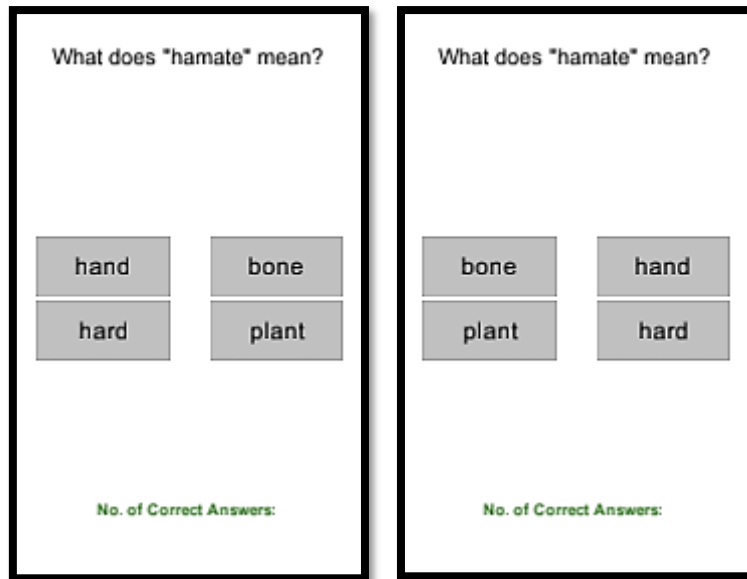 What does "hamate" mean?
hand bone
hard plant
No. of Correct Answers:
What does "hamate" mean?
bone hand
plant hard
No. of Correct Answers: